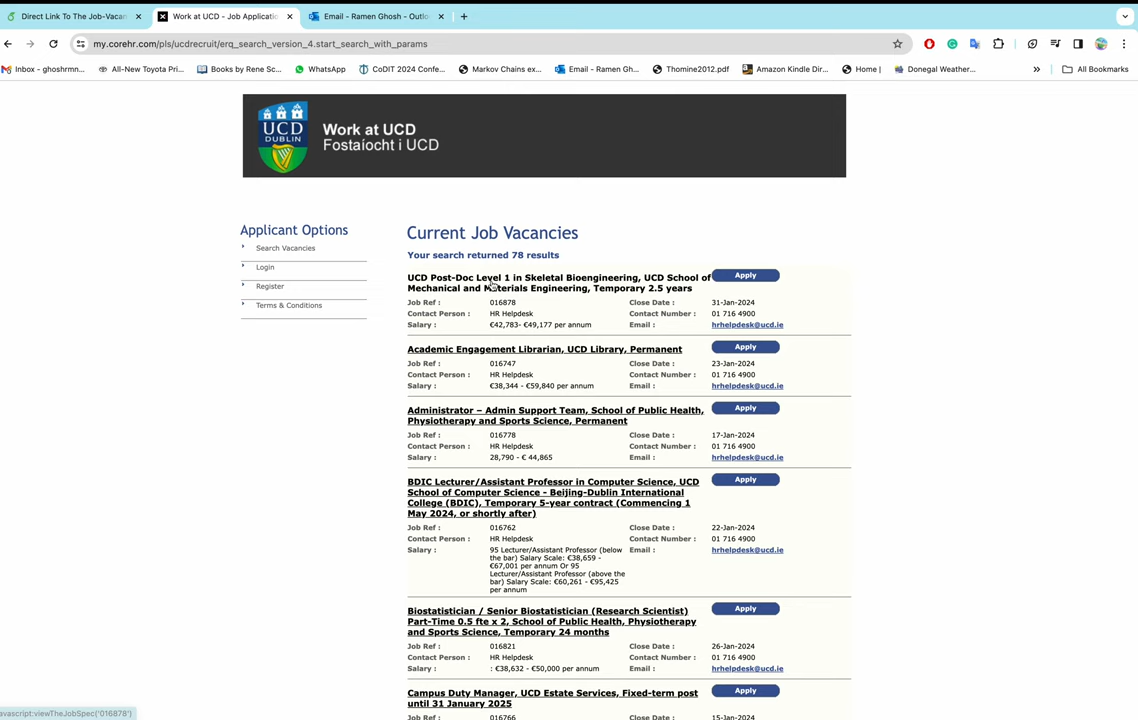 Direct Link To The Job-Vacan
Work at UCD - Job Applicatio
Email - Ramen Ghosh - Outlo
my.corehr.com/pls/ucdrecruit/erq_search_version_4.start_search_with_params
Inbox - ghoshrmn...
All-New Toyota Pri...
Books by Rene Sc...
WhatsApp
CoDIT 2024 Confe...
Markov Chains ex...
Email - Ramen Gh...
Thomine2012.pdf
Amazon Kindle Dir...
Home |
Donegal Weather...
All Bookmarks
UCD
DUBLIN
Work at UCD
Fostaíocht i UCD
Applicant Options
Search Vacancies
Login
Register
Terms & Conditions
Current Job Vacancies
Your search returned 78 results
UCD Post-Doc Level 1 in Skeletal Bioengineering, UCD School of
Mechanical and Materials Engineering, Temporary 2.5 years
Apply
Job Ref : 016878 Close Date : 31-Jan-2024
Contact Person : HR Helpdesk Contact Number : 01 716 4900
Salary : €42,783- €49,177 per annum Email : hrhelpdesk@ucd.ie
Academic Engagement Librarian, UCD Library, Permanent
Apply
Job Ref : 016747 Close Date : 23-Jan-2024
Contact Person : HR Helpdesk Contact Number : 01 716 4900
Salary : €38,344 - €59,840 per annum Email : hrhelpdesk@ucd.ie
Administrator – Admin Support Team, School of Public Health,
Physiotherapy and Sports Science, Permanent
Apply
Job Ref : 016778 Close Date : 17-Jan-2024
Contact Person : HR Helpdesk Contact Number : 01 716 4900
Salary : 28,790 - € 44,865 Email : hrhelpdesk@ucd.ie
BDIC Lecturer/Assistant Professor in Computer Science, UCD
School of Computer Science - Beijing-Dublin International
College (BDIC), Temporary 5-year contract (Commencing 1
May 2024, or shortly after)
Apply
Job Ref : 016762 Close Date : 22-Jan-2024
Contact Person : HR Helpdesk Contact Number : 01 716 4900
Salary : 95 Lecturer/Assistant Professor (below Email : hrhelpdesk@ucd.ie
the bar) Salary Scale: €38,659 -
€67,001 per annum Or 95
Lecturer/Assistant Professor (above the
bar) Salary Scale: €60,261 - €95,425
per annum
Biostatistician / Senior Biostatistician (Research Scientist)
Part-Time 0.5 fte x 2, School of Public Health, Physiotherapy
and Sports Science, Temporary 24 months
Apply
Job Ref : 016821 Close Date : 26-Jan-2024
Contact Person : HR Helpdesk Contact Number : 01 716 4900
Salary : : €38,632 - €50,000 per annum Email : hrhelpdesk@ucd.ie
Campus Duty Manager, UCD Estate Services, Fixed-term post
until 31 January 2025
Apply
Job Ref : 016766 Close Date : 15-Jan-2024
avascript:viewTheJobSpec('016878')